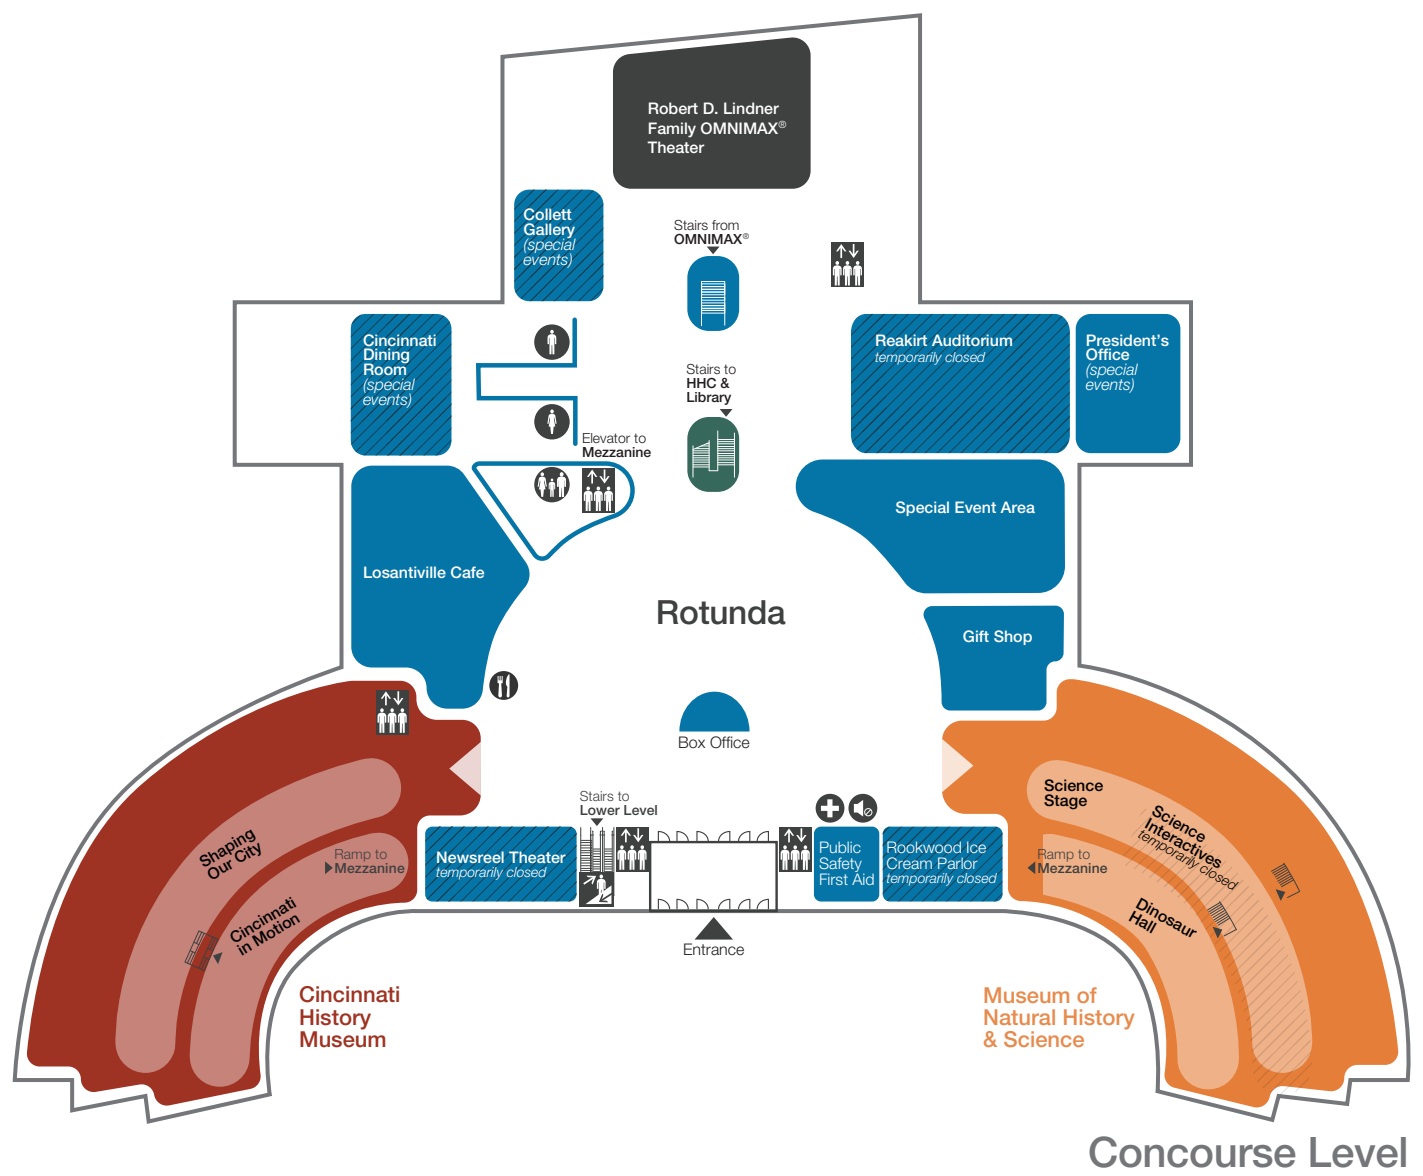 Robert D. Lindner
Family OMNIMAX®
Theater
Collett
Gallery
(special
events)
Stairs from
OMNIMAX®
Cincinnati
Dining
Room
(special
events)
Stairs to
HHC &
Library
Reakirt Auditorium
temporarily closed
President's
Office
(special
events)
Elevator to
Mezzanine
Special Event Area
Losantiville Cafe
Rotunda
Gift Shop
Box Office
Stairs to
Lower Level
Science
Stage
Science
Interactives
temporarily closed
Shaping
Our City
Ramp to
Mezzanine
Newsreel Theater
temporarily closed
Public
Safety
First Aid
Rookwood Ice
Cream Parlor
temporarily closed
Ramp to
Mezzanine
Cincinnati
in Motion
Dinosaur
Hall
Entrance
Cincinnati
History
Museum
Museum of
Natural History
& Science
Concourse Level